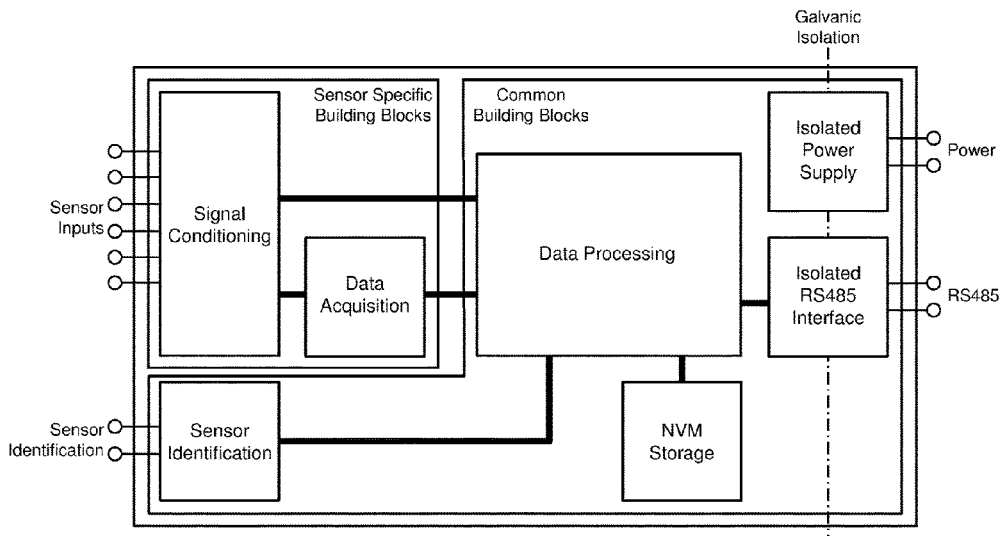 Galvanic
Isolation
Sensor Specific
Building Blocks
Common
Building Blocks
Isolated
Power
Supply
Power
Sensor
Inputs
Signal
Conditioning
Data
Acquisition
Data Processing
Isolated
RS485
Interface
RS485
Sensor
Identification
Sensor
Identification
NVM
Storage